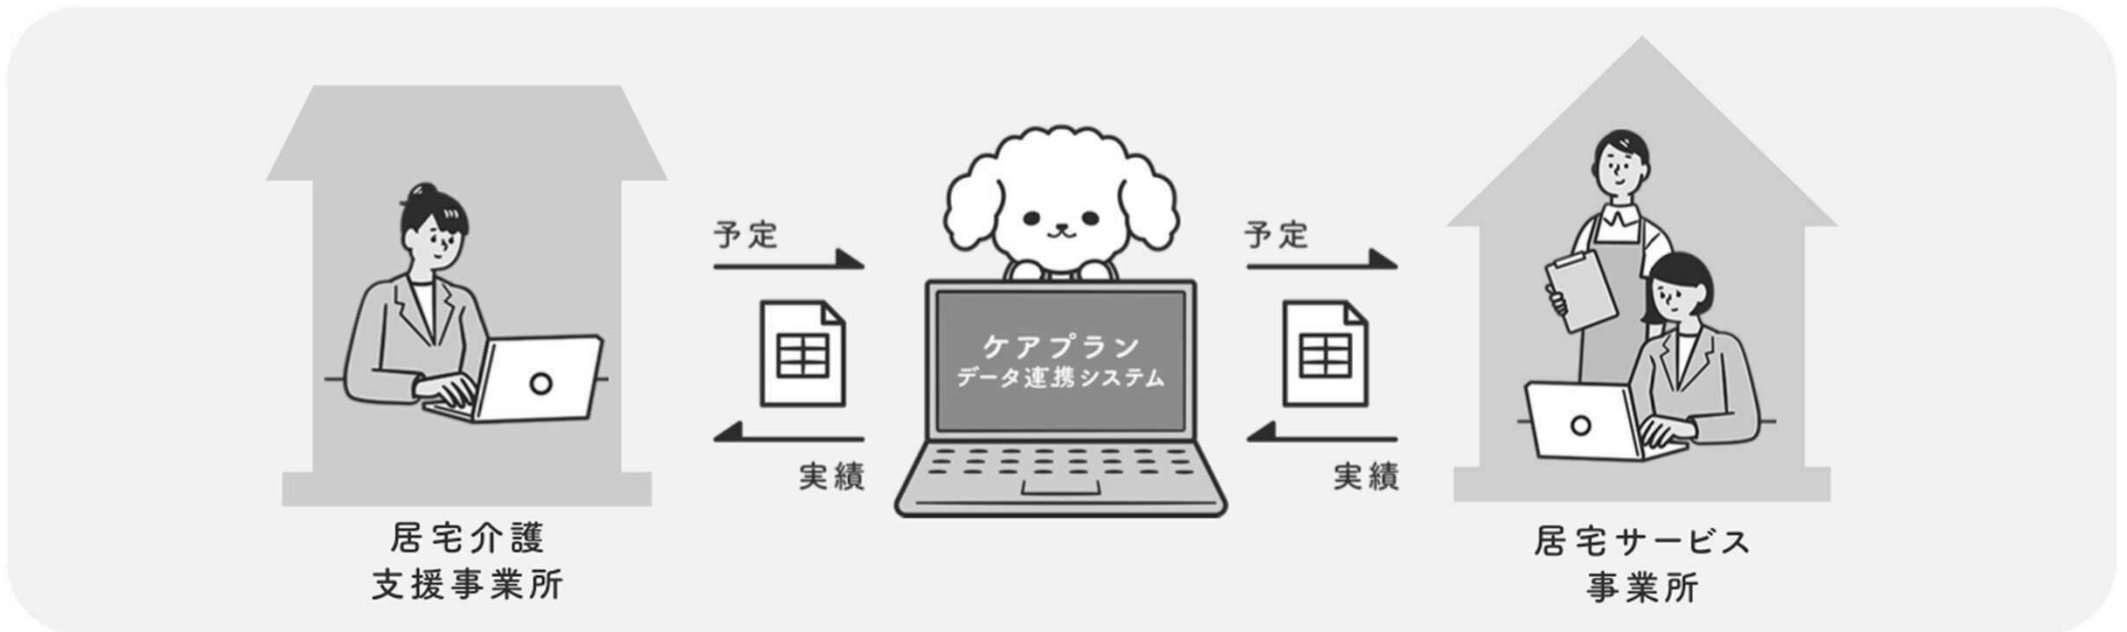 予定
実績
ケアプラン
データ連携システム
予定
実績
居宅介護
支援事業所
居宅サービス
事業所